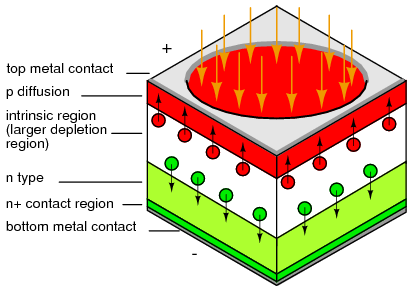 +
top metal contact
p diffusion
intrinsic region
(larger depletion
region)
n type
n+ contact region
bottom metal contact
-